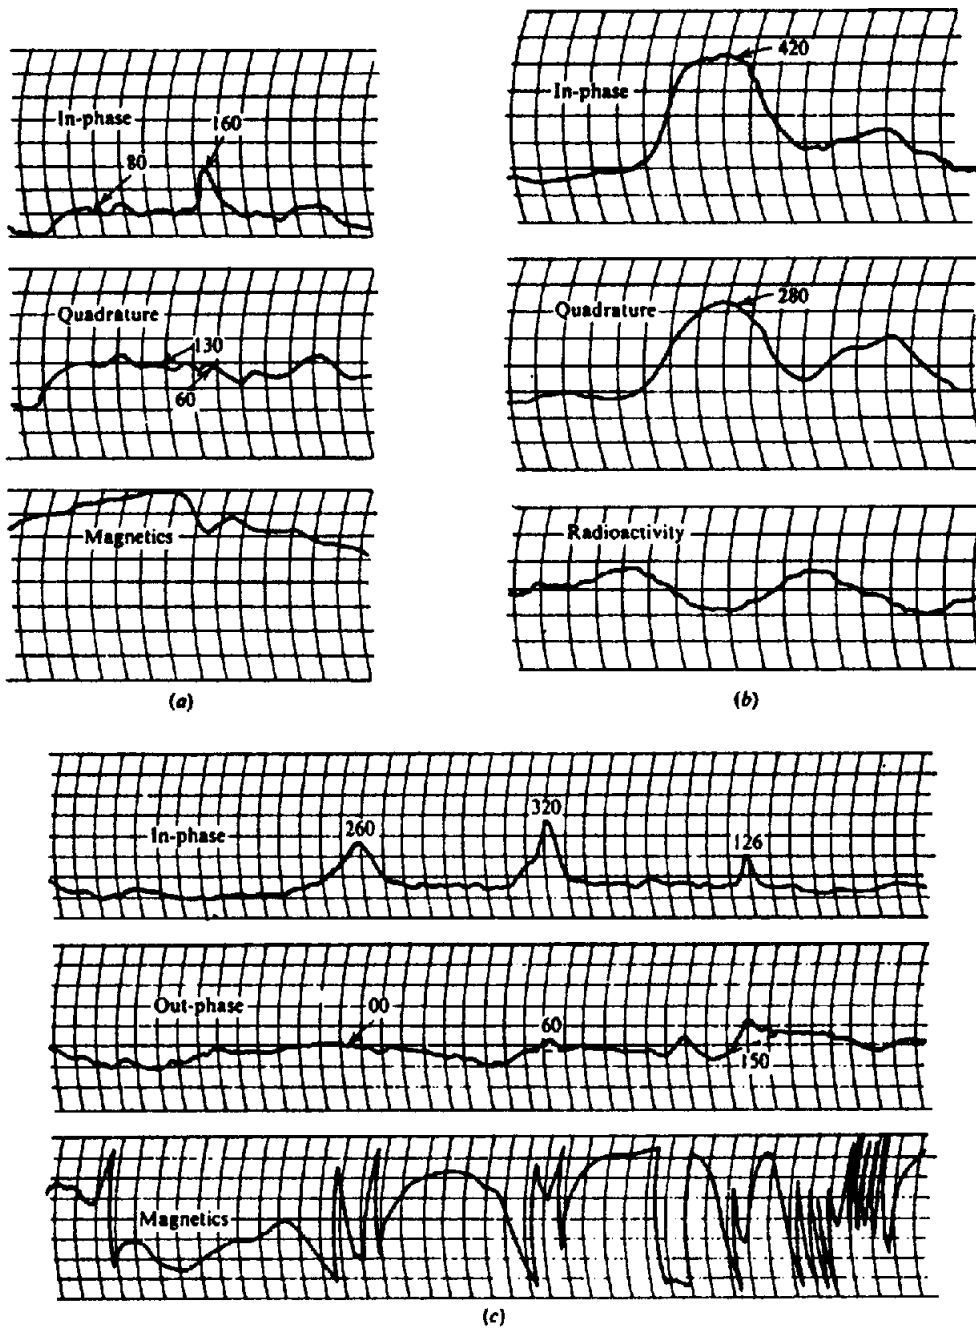 In-phase
160
80
Quadrature
130
60
Magnetics
(a)
420
In-phase
280
Quadrature
Radioactivity
(b)
In-phase
260
320
126
Out-phase
00
60
150
Magnetics
(c)